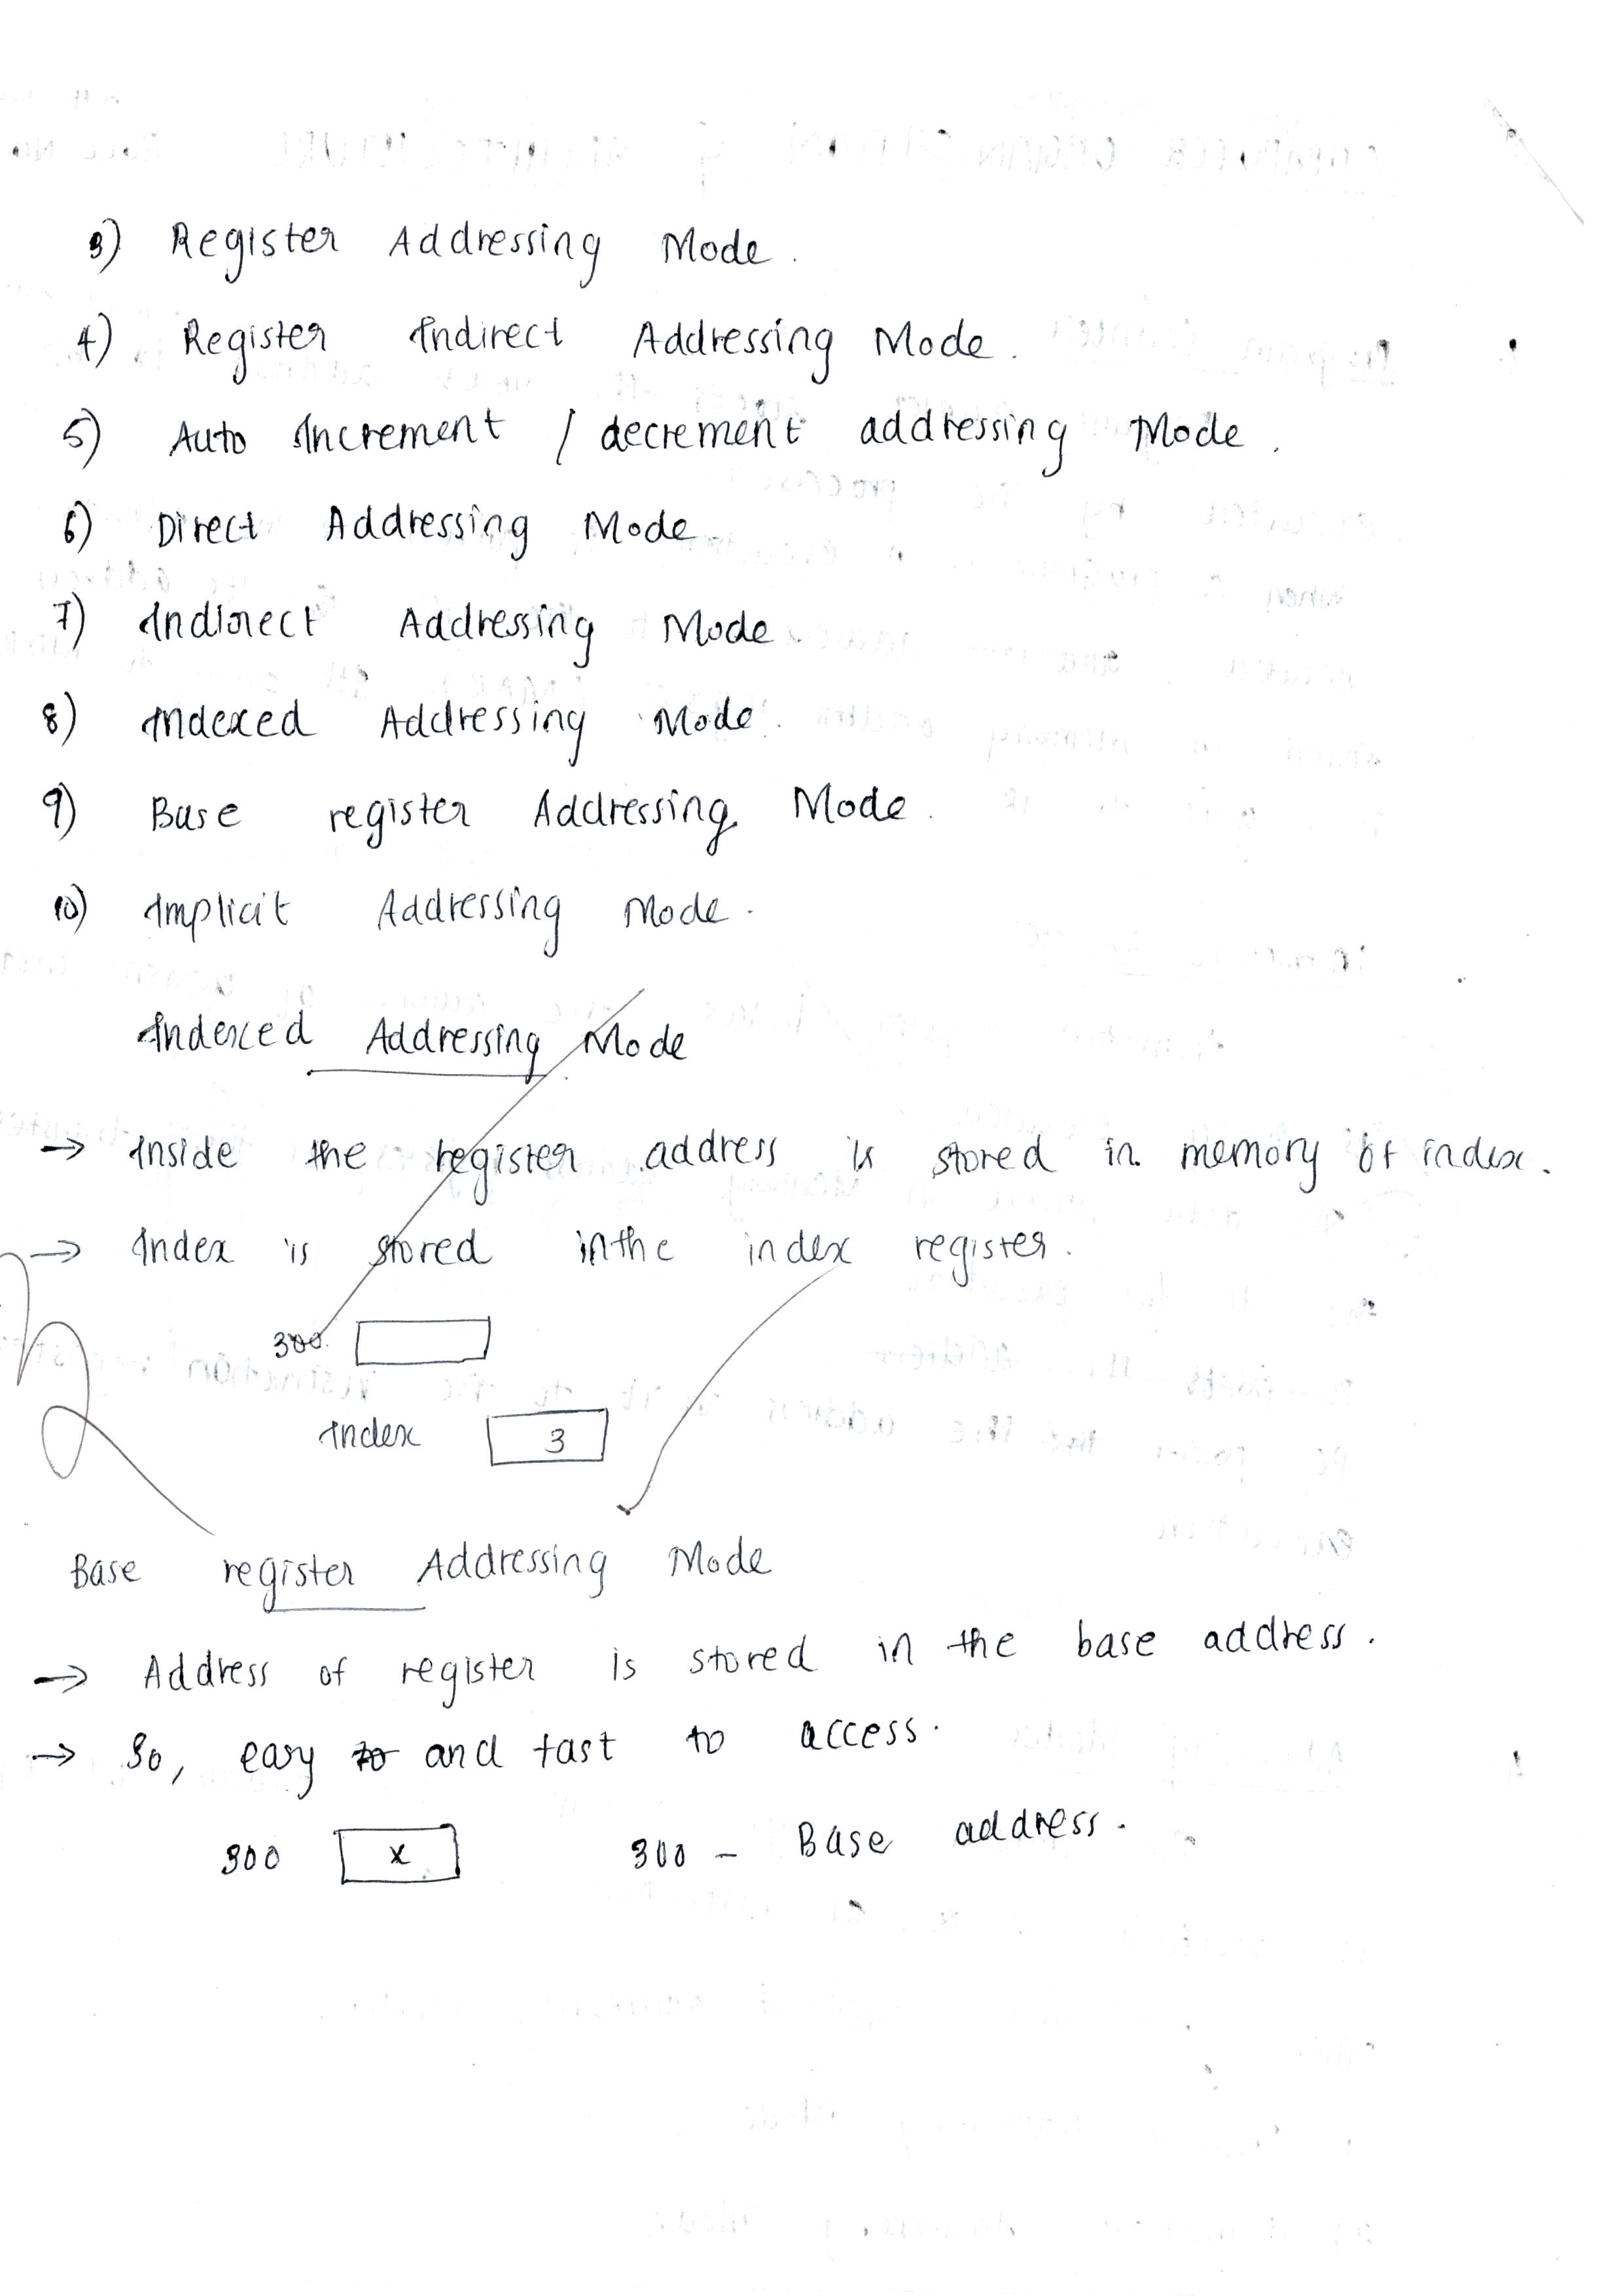 3) Register Addressing Mode.
4) Register Indirect Addressing Mode.
5) Auto Increment / decrement addressing Mode.
6) Direct Addressing Mode.
7) Indirect Addressing Mode.
8) Indexed Addressing Mode.
9) Base register Addressing Mode.
10) Implicit Addressing Mode.
Indexed Addressing Mode
→ Inside the register address is stored in memory of index.
→ Index is stored in the index register.
300
Index 3
Base register Addressing Mode
→ Address of register is stored in the base address.
→ So, easy to and fast to access.
300 x 300 - Base address.